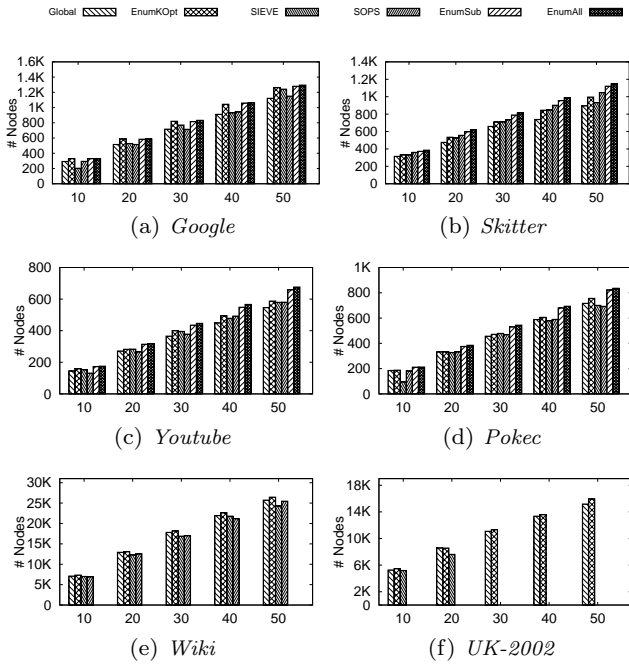 Global EnumKOpt SIEVE SOPS EnumSub EnumAll
# Nodes
1.6K
1.4K
1.2K
1K
800
600
400
200
0
10 20 30 40 50
(a) Google
# Nodes
1.4K
1.2K
1K
800
600
400
200
0
10 20 30 40 50
(b) Skitter
# Nodes
800
600
400
200
0
10 20 30 40 50
(c) Youtube
# Nodes
1K
800
600
400
200
0
10 20 30 40 50
(d) Pokec
# Nodes
30K
25K
20K
15K
10K
5K
0
10 20 30 40 50
(e) Wiki
# Nodes
18K
14K
10K
6K
2K
0
10 20 30 40 50
(f) UK-2002